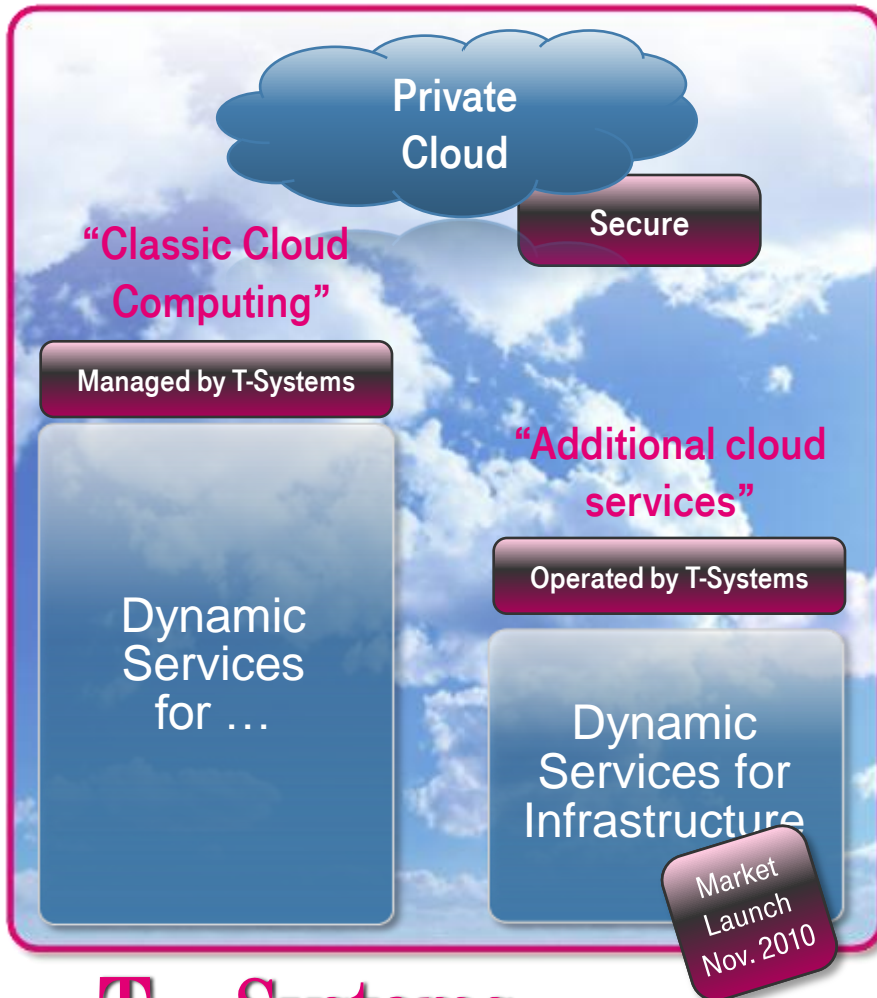 Private
Cloud
Secure
“Classic Cloud
Computing”
Managed by T-Systems
Dynamic
Services
for …
“Additional cloud
services”
Operated by T-Systems
Dynamic
Services for
Infrastructure
Market
Launch
Nov. 2010
T Systems